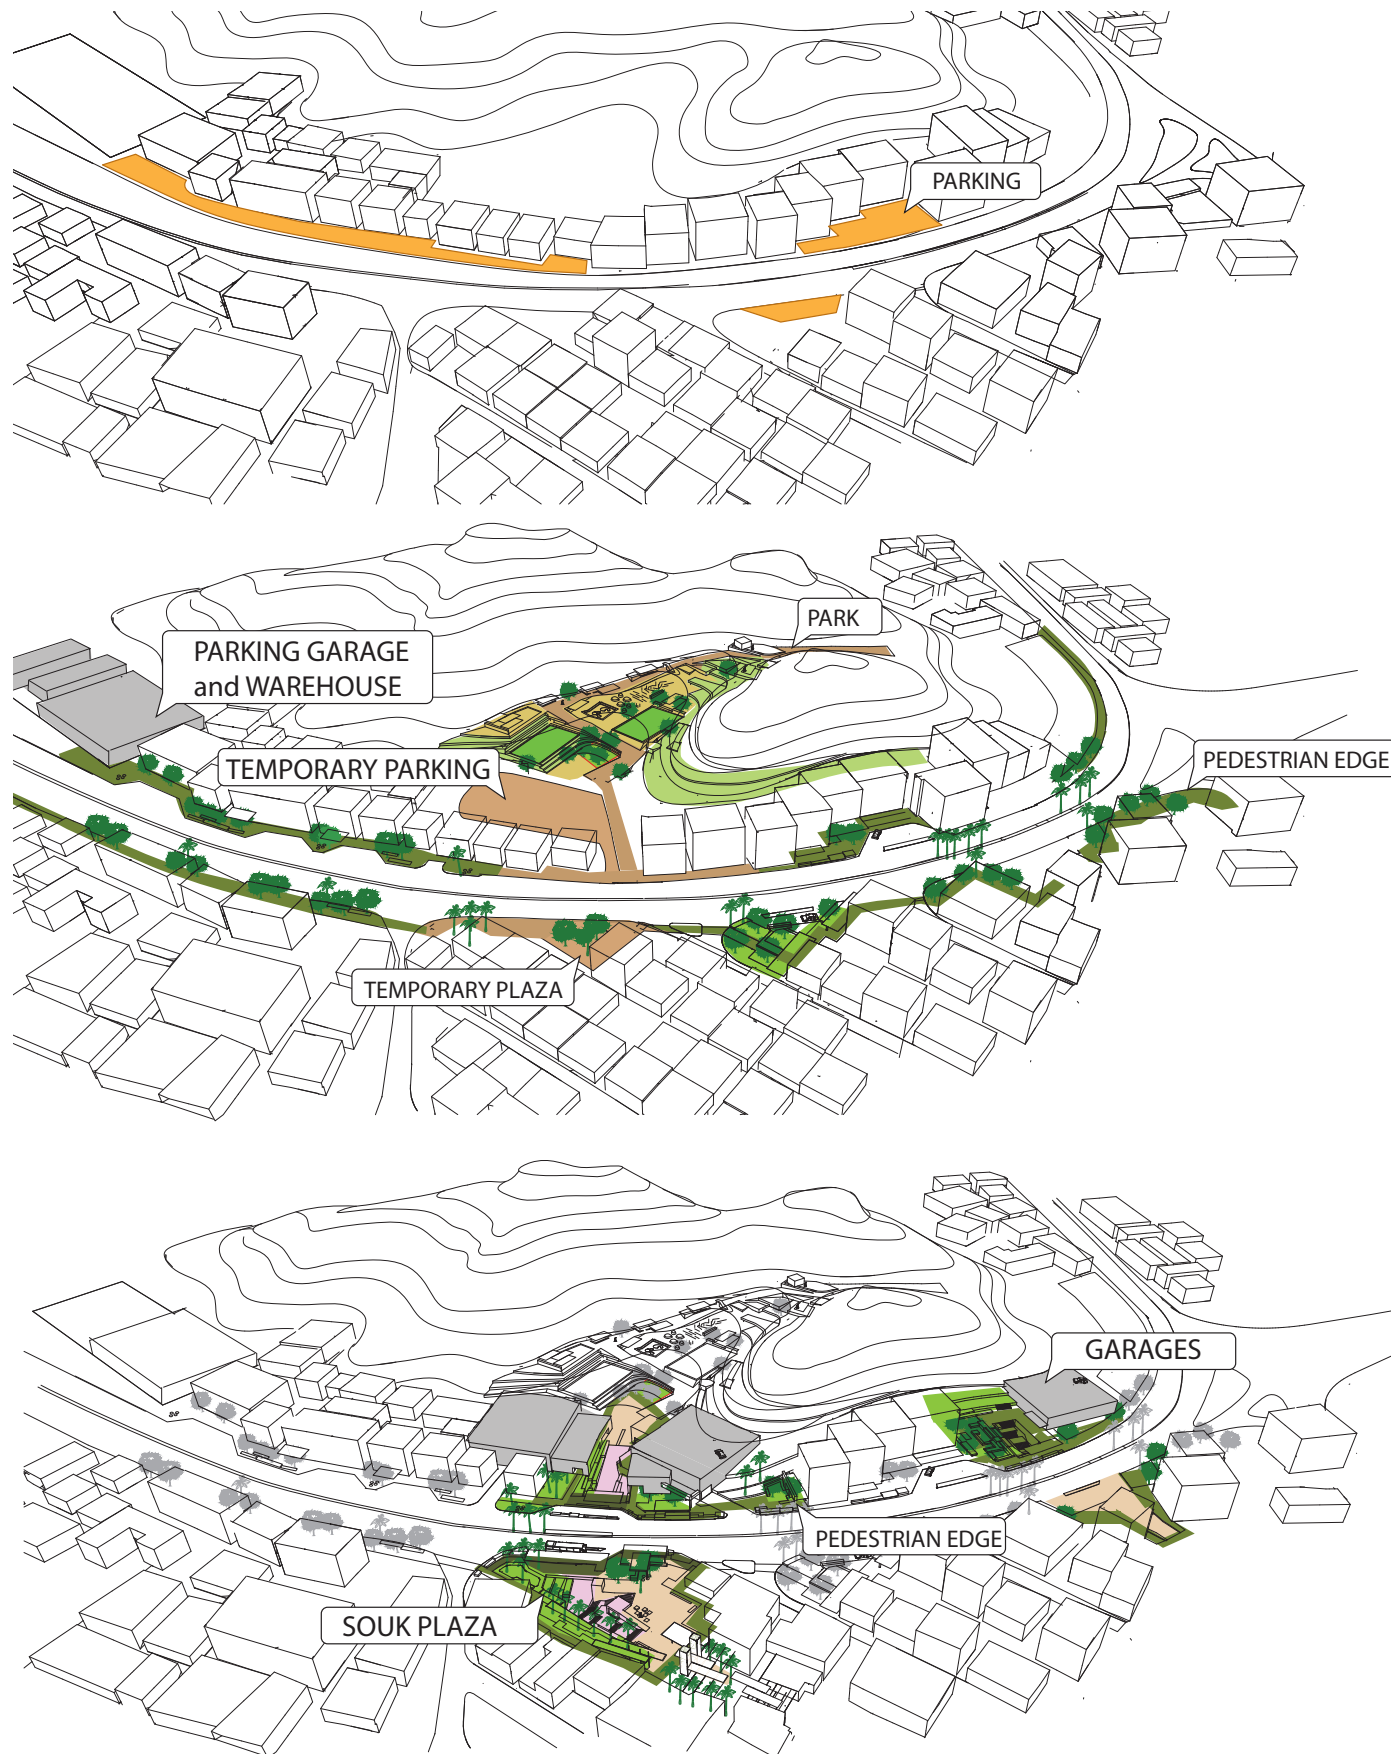 PARKING
PARK
PARKING GARAGE
and WAREHOUSE
PEDESTRIAN EDGE
TEMPORARY PARKING
TEMPORARY PLAZA
GARAGES
PEDESTRIAN EDGE
SOUK PLAZA